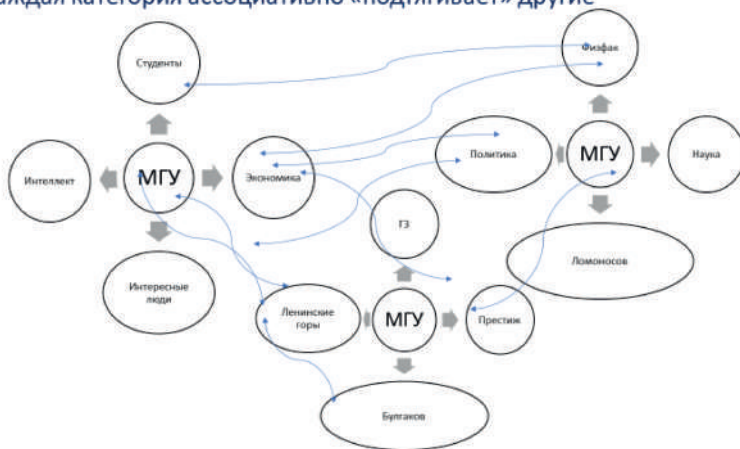 каждая категория ассоциативно «подтягивает» другие
Студенты
Физфак
Интеллект
МГУ
Экономика
Политика
МГУ
Наука
ГЗ
Интересные
люди
Ломоносов
Ленинские
горы
МГУ
Престиж
Булгаков